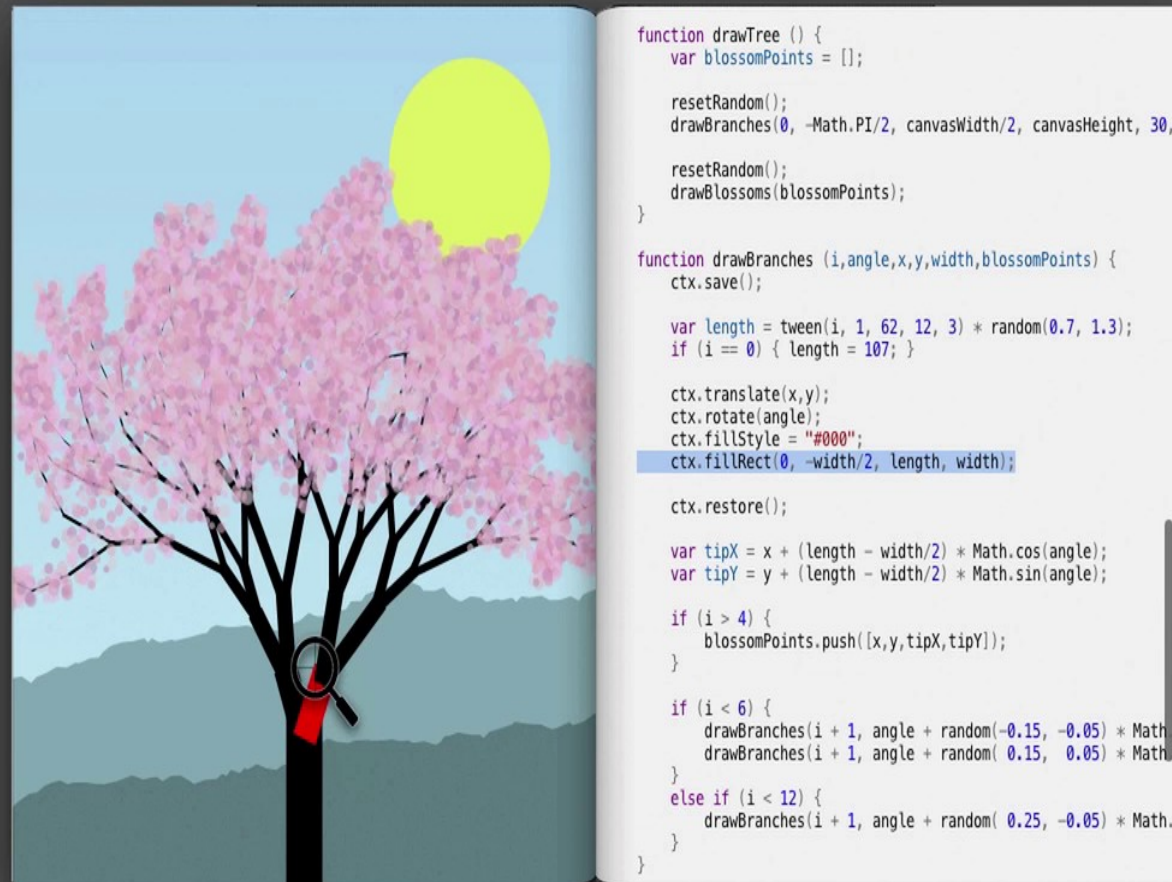 function drawTree () {
var blossomPoints = [];
resetRandom();
drawBranches(0, -Math.PI/2, canvasWidth/2, canvasHeight, 30,
resetRandom();
drawBlossoms(blossomPoints);
}
function drawBranches (i,angle,x,y,width,blossomPoints) {
ctx.save();
var length = tween(i, 1, 62, 12, 3) * random(0.7, 1.3);
if (i == 0) { length = 107; }
ctx.translate(x,y);
ctx.rotate(angle);
ctx.fillStyle = "#000";
ctx.fillRect(0, -width/2, length, width);
ctx.restore();
var tipX = x + (length - width/2) * Math.cos(angle);
var tipY = y + (length - width/2) * Math.sin(angle);
if (i > 4) {
blossomPoints.push([x,y,tipX,tipY]);
}
if (i < 6) {
drawBranches(i + 1, angle + random(-0.15, -0.05) * Math
drawBranches(i + 1, angle + random( 0.15,  0.05) * Math
}
else if (i < 12) {
drawBranches(i + 1, angle + random( 0.25, -0.05) * Math.
}
}